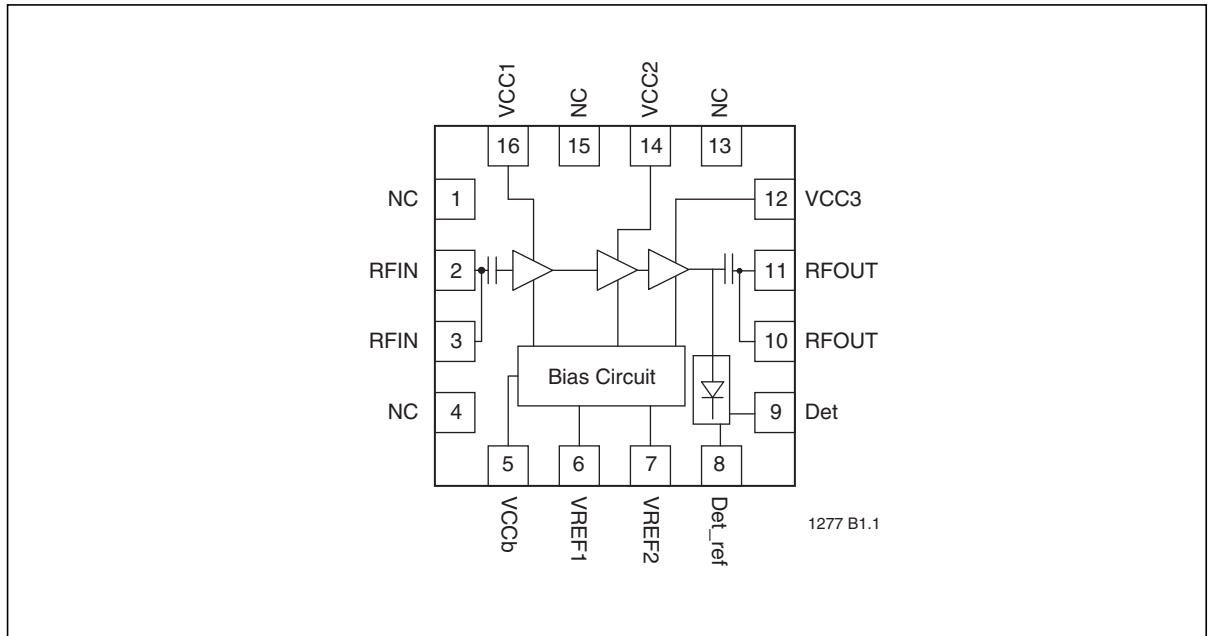 VCC1 NC VCC2 NC
16 15 14 13
NC 1 12 VCC3
RFIN 2 11 RFOUT
RFIN 3 10 RFOUT
Bias Circuit
NC 4 9 Det
5 6 7 8
VCCb VREF1 VREF2 Det_ref
1277 B1.1